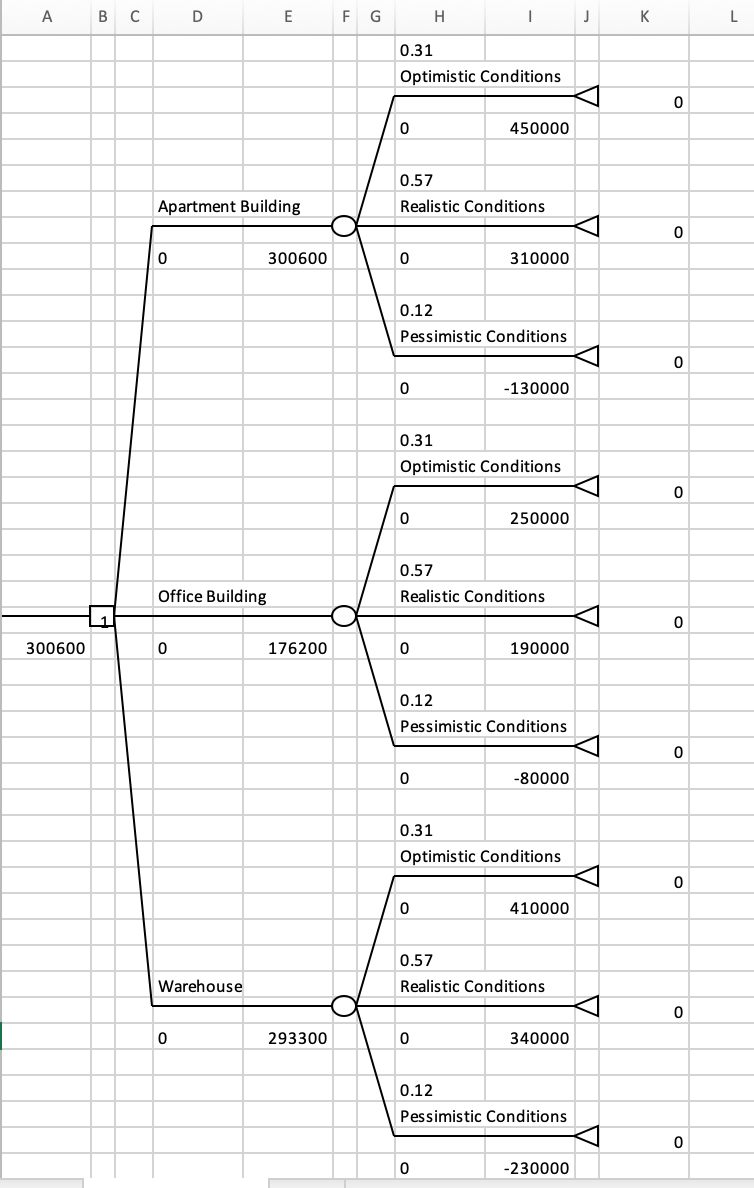 A B C D E F G H I J K L
0.31
Optimistic Conditions
0
0 450000
0.57
Apartment Building Realistic Conditions
0
0 300600 0 310000
0.12
Pessimistic Conditions
0
0 -130000
0.31
Optimistic Conditions
0
0 250000
0.57
Office Building Realistic Conditions
1 0
300600 0 176200 0 190000
0.12
Pessimistic Conditions
0
0 -80000
0.31
Optimistic Conditions
0
0 410000
0.57
Warehouse Realistic Conditions
0
0 293300 0 340000
0.12
Pessimistic Conditions
0
0 -230000